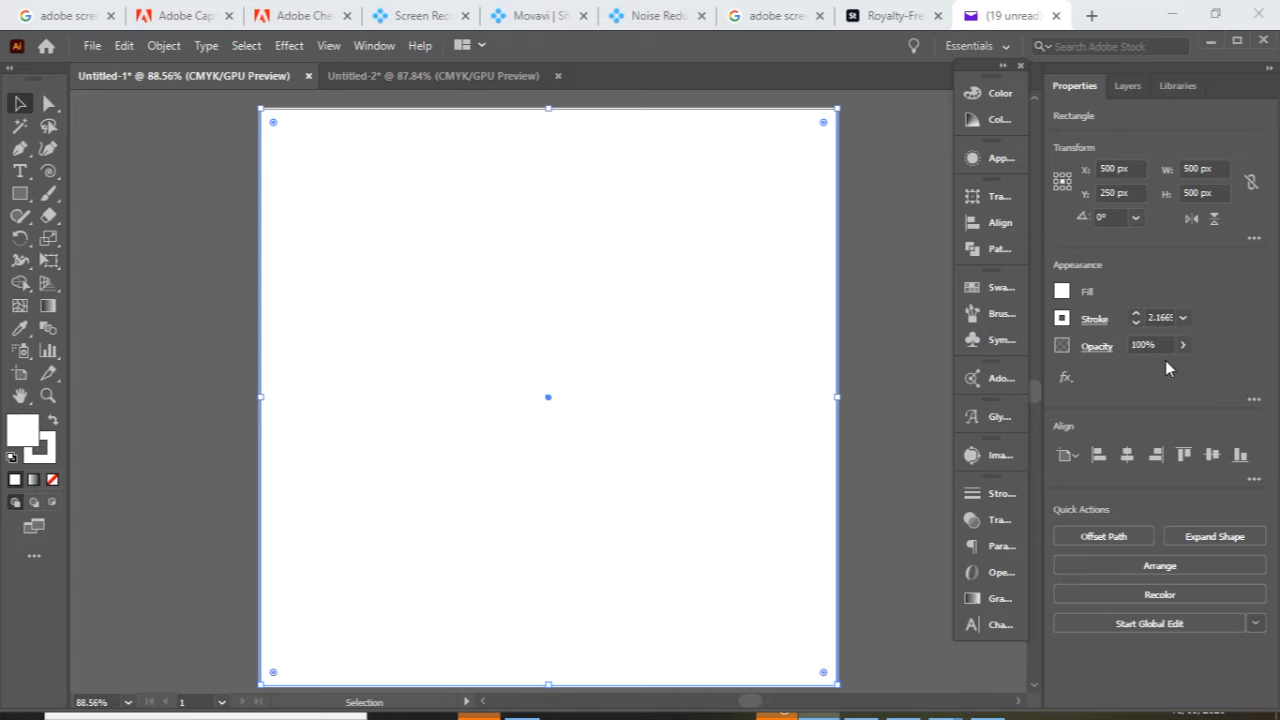 adobe scree
Adobe Cap
Adobe Che
Screen Rec
Movavi | Sh
Noise Redu
adobe scree
St
Royalty-Fre
(19 unread)
Ai
File Edit Object Type Select Effect View Window Help
Essentials
Search Adobe Stock
Untitled-1* @ 88.56% (CMYK/GPU Preview)
Untitled-2* @ 87.84% (CMYK/GPU Preview)
Color
Col...
App...
Tra...
Align
Pat...
Swa...
Brus...
Sym...
Ado...
Gly...
Ima...
Stro...
Tra...
Para...
Ope...
Gra...
Cha...
Properties Layers Libraries
Rectangle
Transform
X: 500 px W: 500 px
Y: 250 px H: 500 px
0°
Appearance
Fill
Stroke
Opacity 100%
fx.
Align
Quick Actions
Offset Path Expand Shape
Arrange
Recolor
Start Global Edit
88.56% 1 Selection